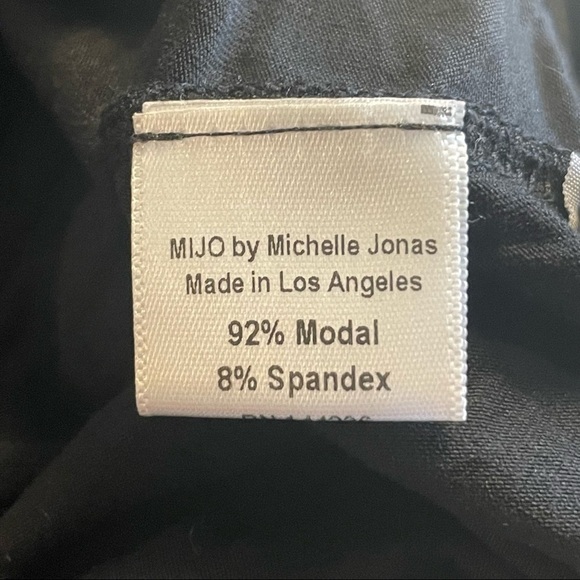 MIJO by Michelle Jonas
Made in Los Angeles
92% Modal
8% Spandex